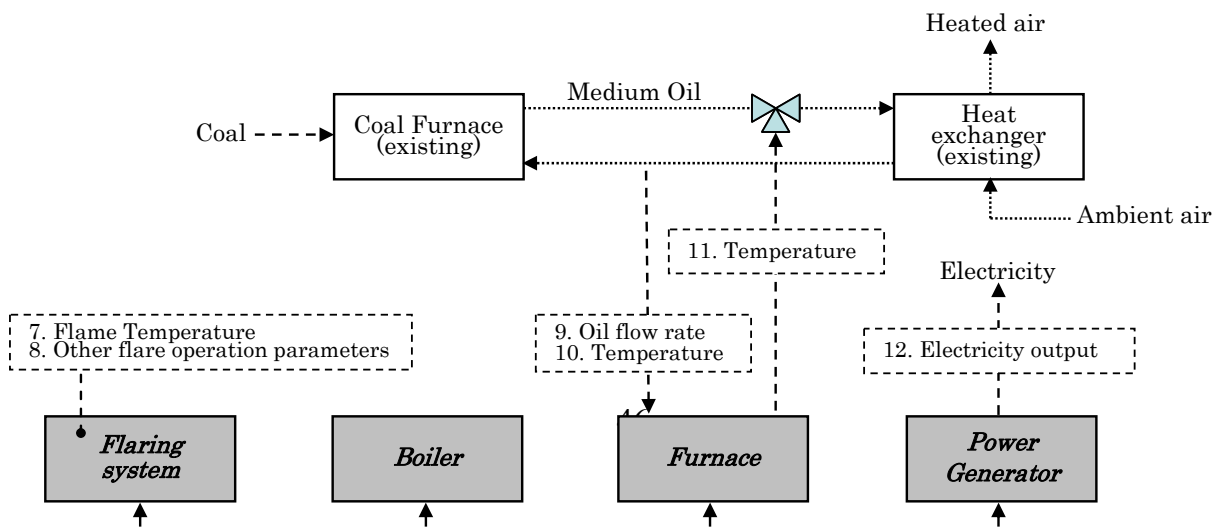 Heated air
Medium Oil
Coal
Coal Furnace
(existing)
Heat
exchanger
(existing)
Ambient air
11. Temperature
Electricity
7. Flame Temperature
8. Other flare operation parameters
9. Oil flow rate
10. Temperature
12. Electricity output
Flaring
system
Boiler
Furnace
Power
Generator